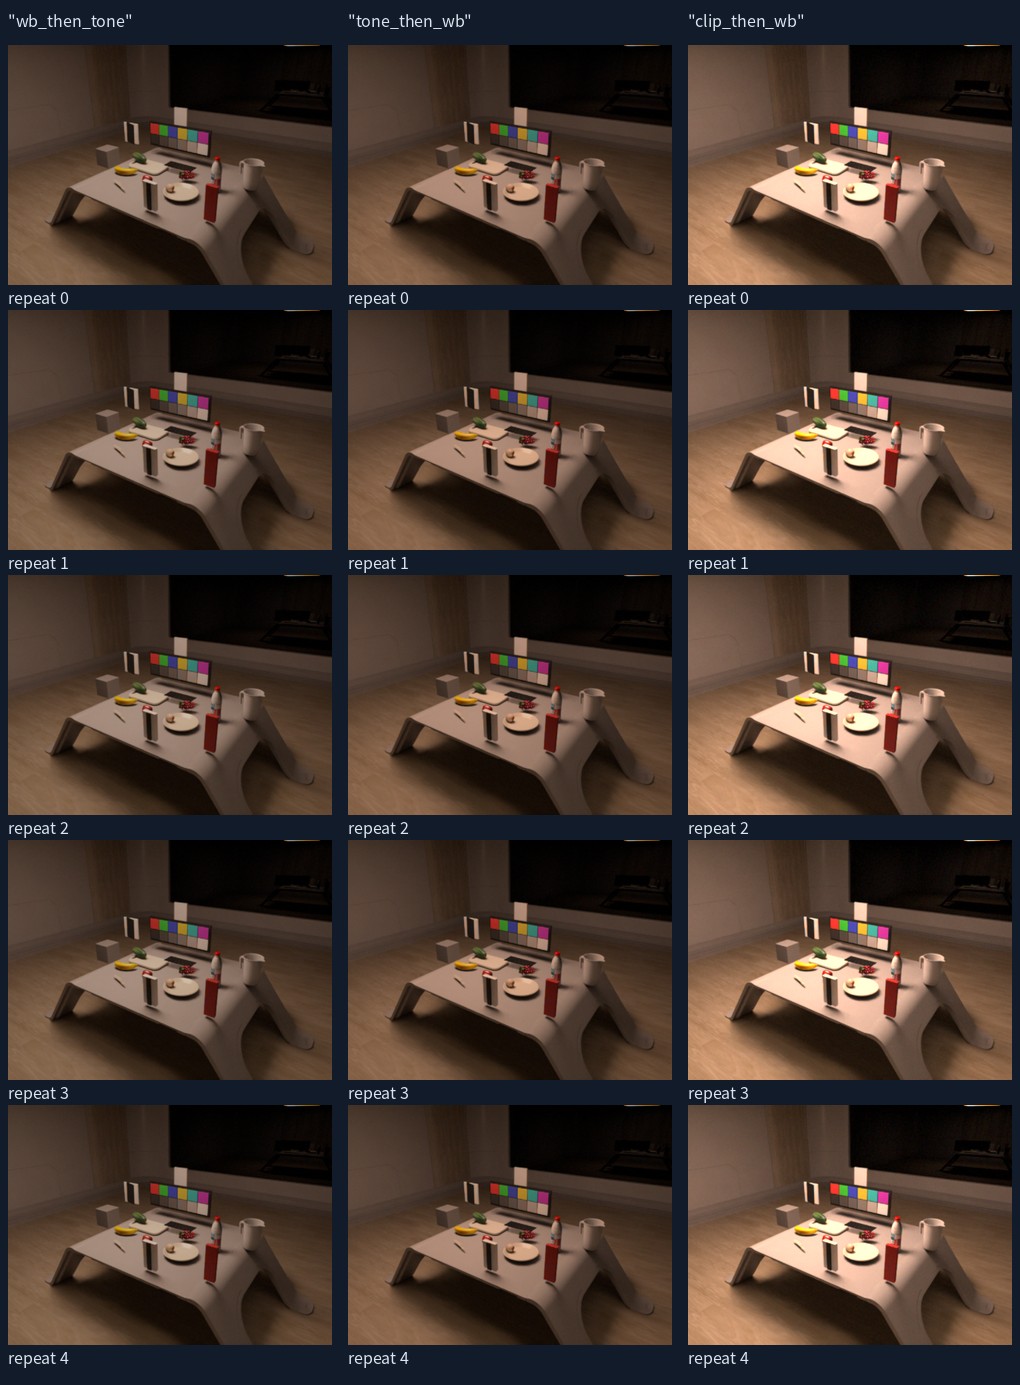 "wb_then_tone" "tone_then_wb" "clip_then_wb"
repeat 0 repeat 0 repeat 0
repeat 1 repeat 1 repeat 1
repeat 2 repeat 2 repeat 2
repeat 3 repeat 3 repeat 3
repeat 4 repeat 4 repeat 4